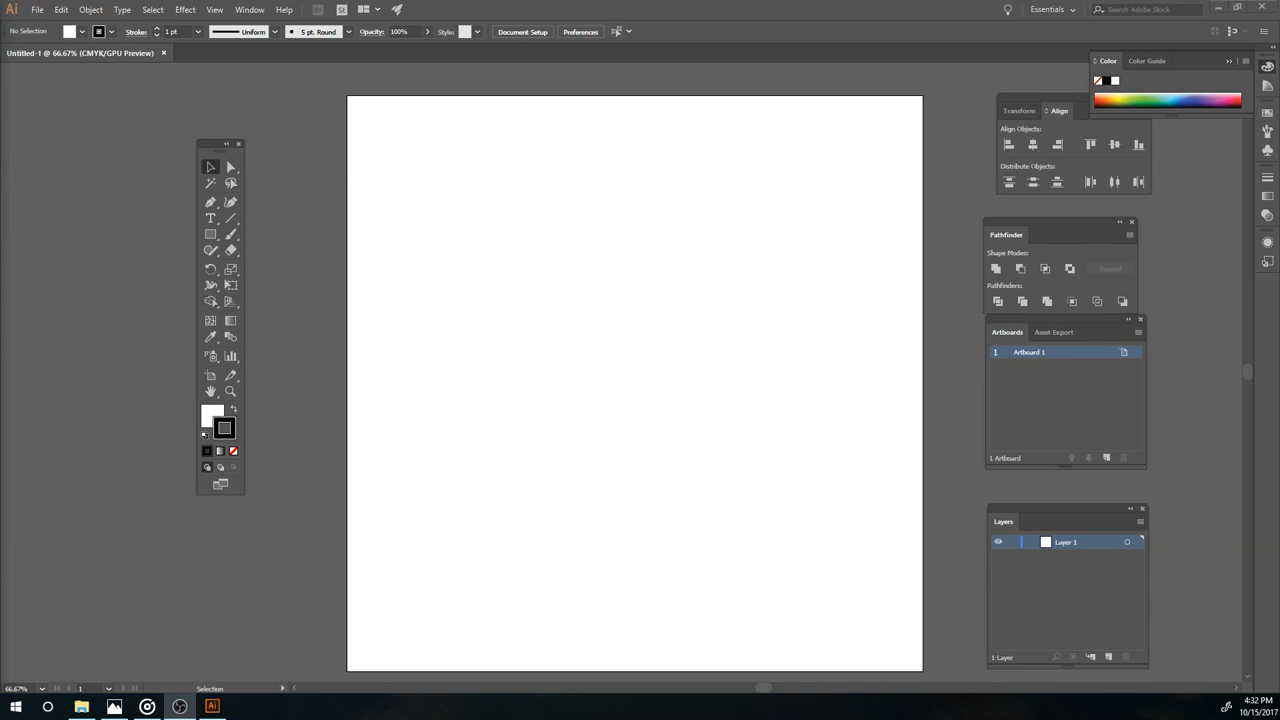 Ai File Edit Object Type Select Effect View Window Help Br St Essentials Search Adobe Stock
No Selection Stroke: 1 pt Uniform 5 pt. Round Opacity: 100% Style: Document Setup Preferences
Untitled-1 @ 66.67% (CMYK/GPU Preview)
Color Color Guide
Transform Align
Align Objects:
Distribute Objects:
Pathfinder
Shape Modes:
Expand
Pathfinders:
Artboards Asset Export
1 Artboard 1
1 Artboard
Layers
Layer 1
1 Layer
66.67% 1 Selection
Ai 4:32 PM
10/15/2017